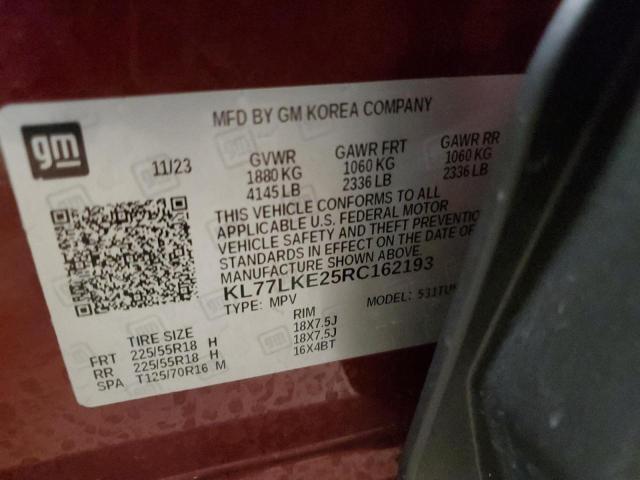 gm
MFD BY GM KOREA COMPANY
11/23
GVWR
1880 KG
4145 LB
GAWR FRT
1060 KG
2336 LB
GAWR RR
1060 KG
2336 LB
THIS VEHICLE CONFORMS TO ALL
APPLICABLE U.S. FEDERAL MOTOR
VEHICLE SAFETY AND THEFT PREVENTIO
STANDARDS IN EFFECT ON THE DATE OF
MANUFACTURE SHOWN ABOVE
KL77LKE25RC162193
TYPE: MPV
MODEL: 531TU
TIRE SIZE
RIM
FRT 225/55R18 H 18X7.5J
RR 225/55R18 H 18X7.5J
SPA T125/70R16 M 16X4BT